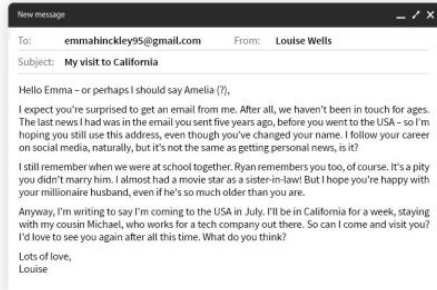 New message
To: emmahinckley95@gmail.com From: Louise Wells
Subject: My visit to California
Hello Emma – or perhaps I should say Amelia (?),
I expect you're surprised to get an email from me. After all, we haven't been in touch for ages.
The last news I had was in the email you sent five years ago, before you went to the USA – so I'm
hoping you still use this address, even though you've changed your name. I follow your career
on social media, naturally, but it's not the same as getting personal news, is it?
I still remember when we were at school together. Ryan remembers you too, of course. It's a pity
you didn't marry him. I almost had a movie star as a sister-in-law! But I hope you're happy with
your millionaire husband, even if he's so much older than you are.
Anyway, I'm writing to say I'm coming to the USA in July. I'll be in California for a week, staying
with my cousin Michael, who works for a tech company out there. So can I come and visit you?
I'd love to see you again after all this time. What do you think?
Lots of love,
Louise